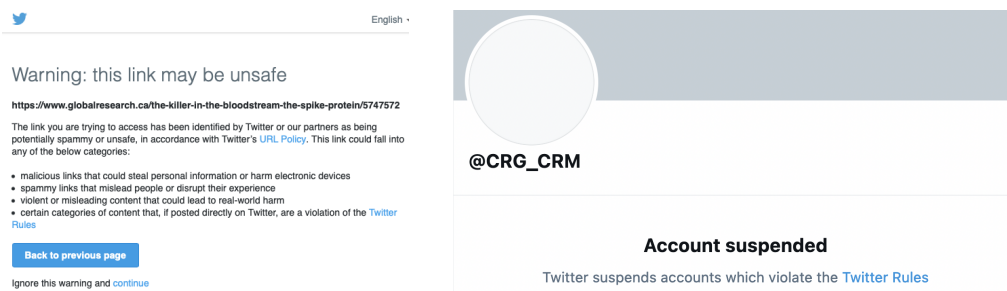 English
Warning: this link may be unsafe
https://www.globalresearch.ca/the-killer-in-the-bloodstream-the-spike-protein/5747572
The link you are trying to access has been identified by Twitter or our partners as being
potentially spammy or unsafe, in accordance with Twitter's URL Policy. This link could fall into
any of the below categories:
• malicious links that could steal personal information or harm electronic devices
• spammy links that mislead people or disrupt their experience
• violent or misleading content that could lead to real-world harm
• certain categories of content that, if posted directly on Twitter, are a violation of the Twitter
Rules
Back to previous page
Ignore this warning and continue
@CRG_CRM
Account suspended
Twitter suspends accounts which violate the Twitter Rules